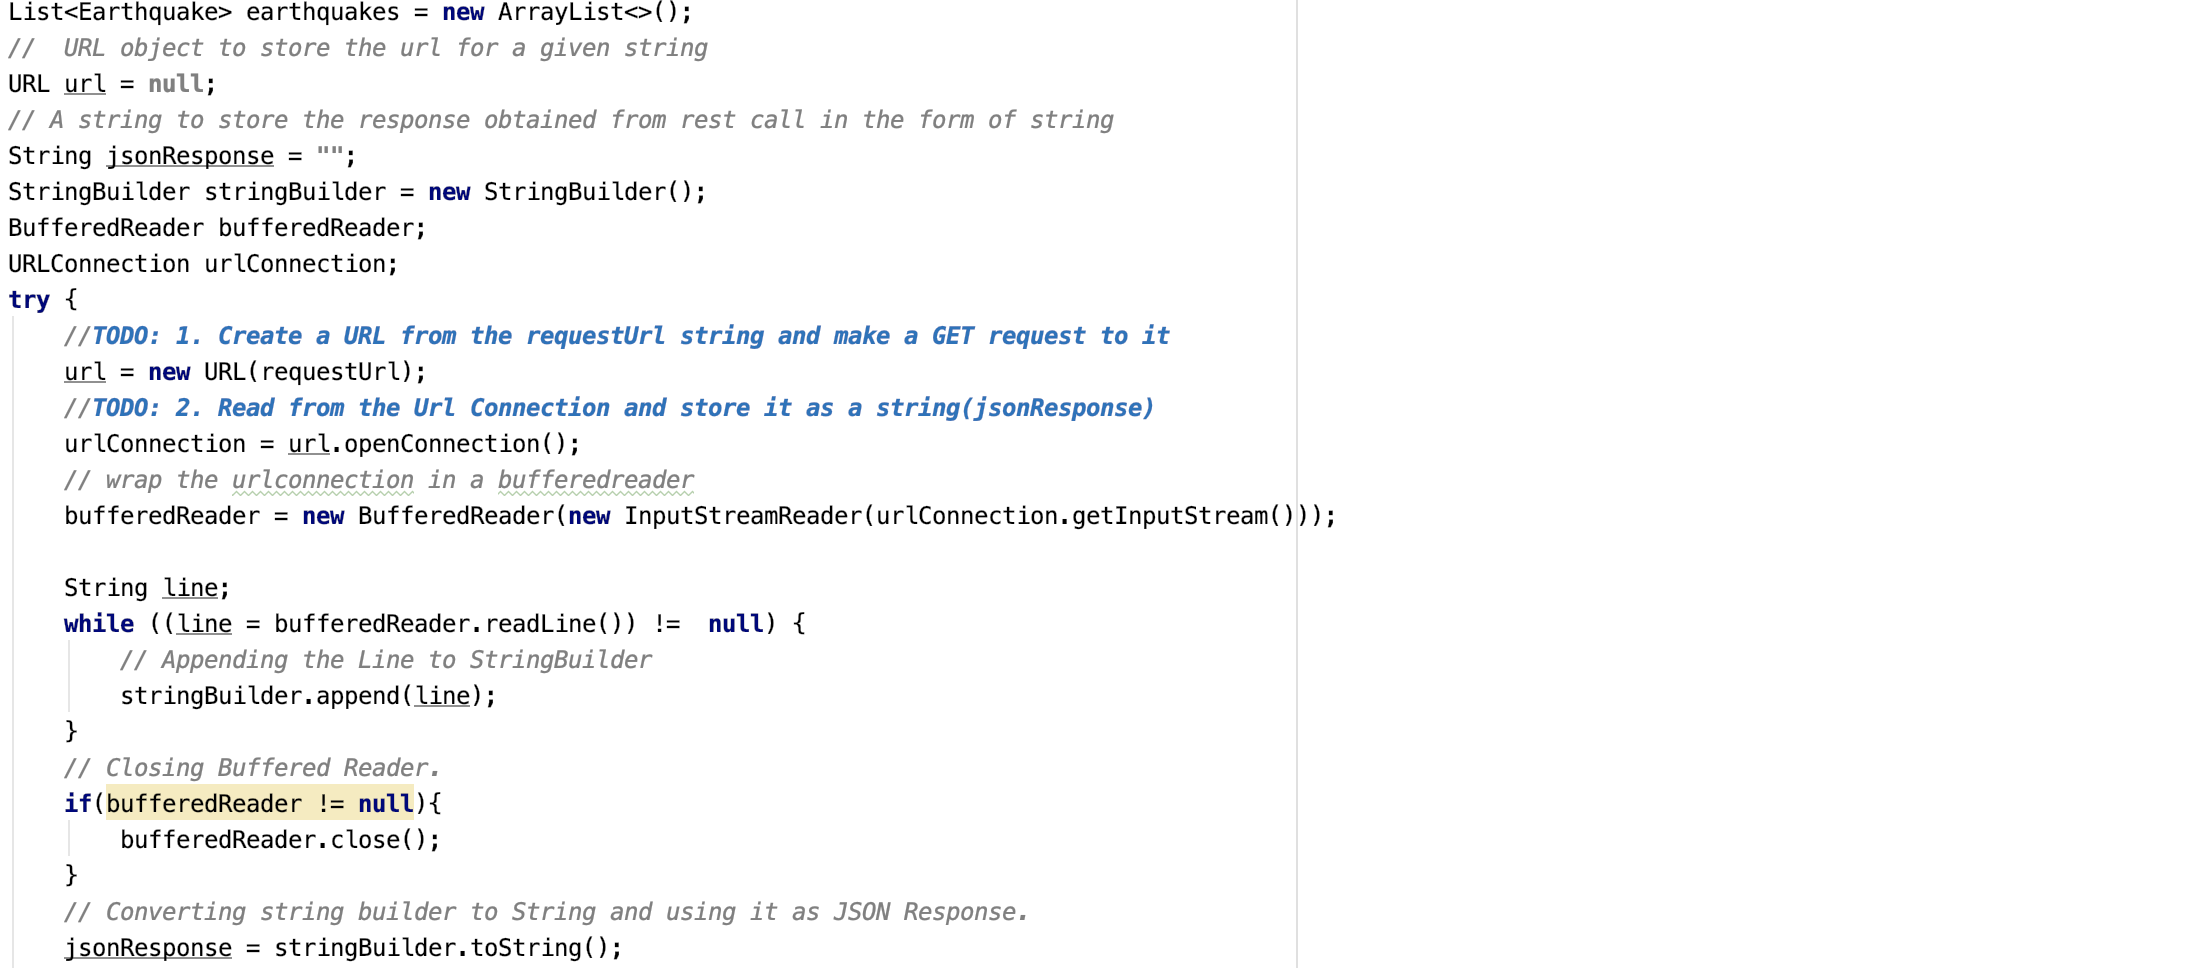 List<Earthquake> earthquakes = new ArrayList<>();
//  URL object to store the url for a given string
URL url = null;
// A string to store the response obtained from rest call in the form of string
String jsonResponse = "";
StringBuilder stringBuilder = new StringBuilder();
BufferedReader bufferedReader;
URLConnection urlConnection;
try {
    //TODO: 1. Create a URL from the requestUrl string and make a GET request to it
    url = new URL(requestUrl);
    //TODO: 2. Read from the Url Connection and store it as a string(jsonResponse)
    urlConnection = url.openConnection();
    // wrap the urlconnection in a bufferedreader
    bufferedReader = new BufferedReader(new InputStreamReader(urlConnection.getInputStream()));

    String line;
    while ((line = bufferedReader.readLine()) !=  null) {
        // Appending the Line to StringBuilder
        stringBuilder.append(line);
    }
    // Closing Buffered Reader.
    if(bufferedReader != null){
        bufferedReader.close();
    }
    // Converting string builder to String and using it as JSON Response.
    jsonResponse = stringBuilder.toString();